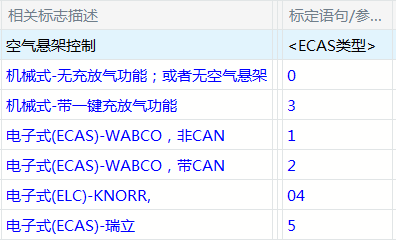 相关标志描述 标定语句/参...
空气悬架控制 <ECAS类型>
机械式-无充放气功能；或者无空气悬架 0
机械式-带一键充放气功能 3
电子式(ECAS)-WABCO，非CAN 1
电子式(ECAS)-WABCO，带CAN 2
电子式(ELC)-KNORR, 04
电子式(ECAS)-瑞立 5